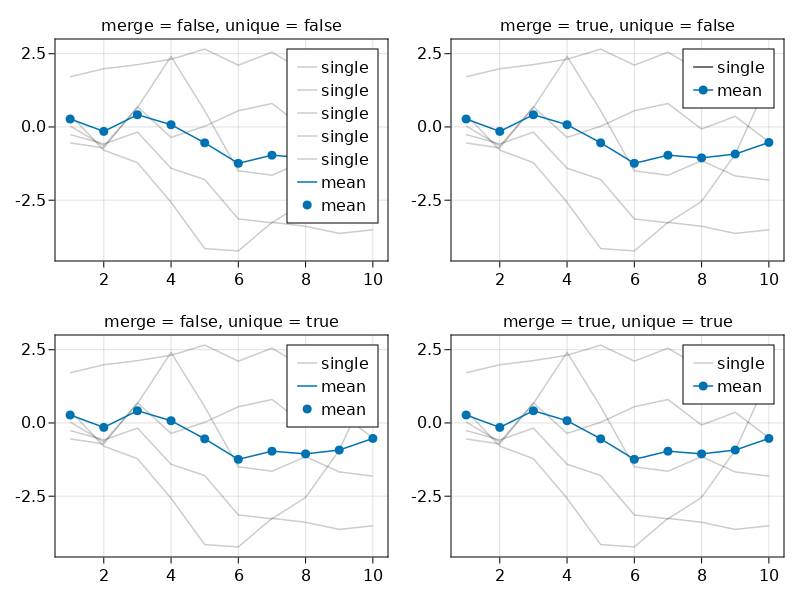 merge = false, unique = false
2.5
0.0
-2.5
single
single
single
single
single
mean
mean
2 4 6 8 10
merge = true, unique = false
2.5
0.0
-2.5
single
mean
2 4 6 8 10
merge = false, unique = true
2.5
0.0
-2.5
single
mean
mean
2 4 6 8 10
merge = true, unique = true
2.5
0.0
-2.5
single
mean
2 4 6 8 10